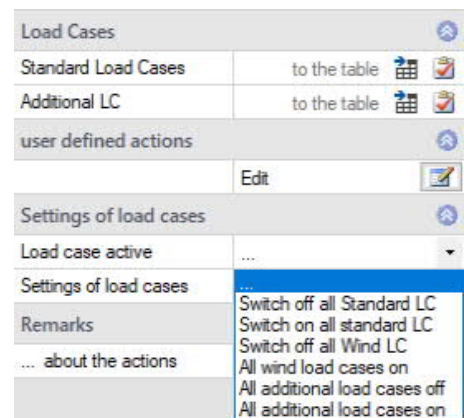 Load Cases
Standard Load Cases to the table
Additional LC to the table
user defined actions
Edit
Settings of load cases
Load case active ...
Settings of load cases ...
Switch off all Standard LC
Switch on all standard LC
Remarks
Switch off all Wind LC
All wind load cases on
... about the actions
All additional load cases off
All additional load cases on